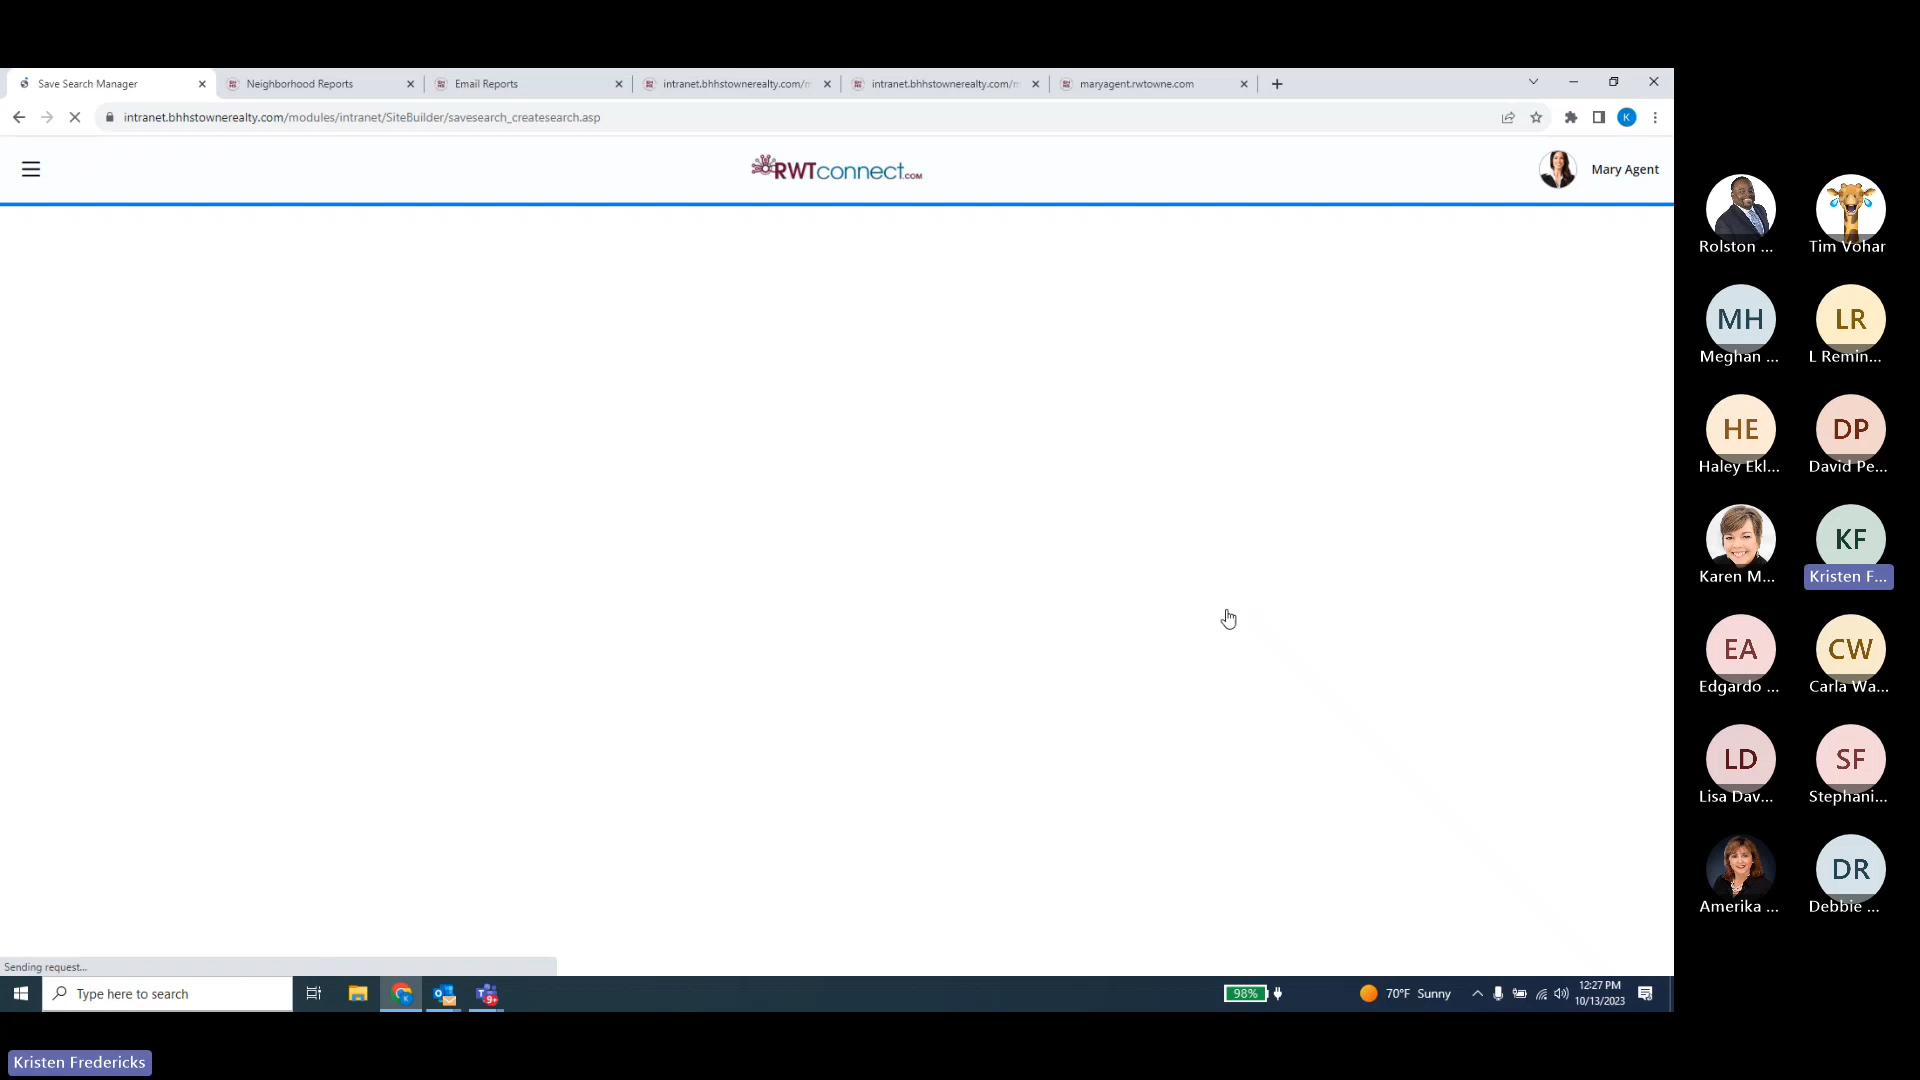 Save Search Manager
Neighborhood Reports
Email Reports
intranet.bhhstownerealty.com/m
intranet.bhhstownerealty.com/m
maryagent.rwtowne.com
intranet.bhhstownerealty.com/modules/intranet/SiteBuilder/savesearch_createsearch.asp
K
RWTconnect.com
Mary Agent
Rolston ...
Tim Vohar
MH
Meghan ...
LR
L Remin...
HE
Haley Ekl...
DP
David Pe...
Karen M...
KF
Kristen F...
EA
Edgardo ...
CW
Carla Wa...
LD
Lisa Dav...
SF
Stephani...
Amerika ...
DR
Debbie ...
Sending request...
Type here to search
9+
98%
70°F Sunny
12:27 PM
10/13/2023
Kristen Fredericks